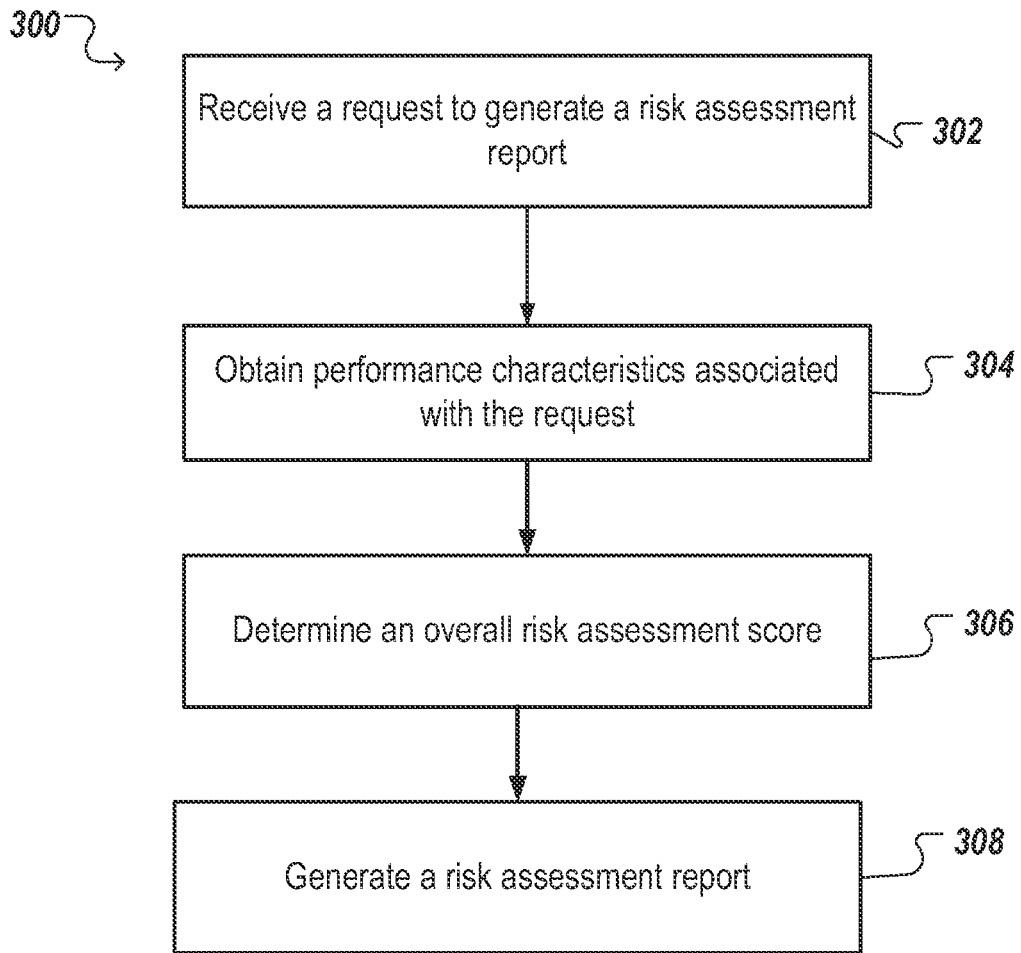 300
Receive a request to generate a risk assessment
report
302
Obtain performance characteristics associated
with the request
304
Determine an overall risk assessment score
306
Generate a risk assessment report
308